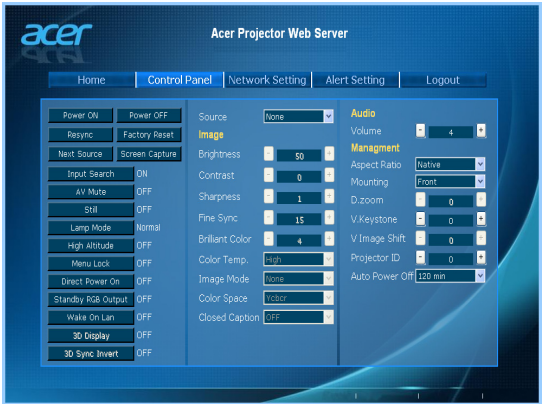 acer
Acer Projector Web Server
Home Control Panel Network Setting Alert Setting Logout
Power ON Power OFF
Resync Factory Reset
Next Source Screen Capture
Input Search ON
AV Mute OFF
Still OFF
Lamp Mode Normal
High Altitude OFF
Menu Lock OFF
Direct Power On OFF
Standby RGB Output OFF
Wake On Lan OFF
3D Display OFF
3D Sync Invert OFF
Source None
Image
Brightness - 50 +
Contrast - 0 +
Sharpness - 1 +
Fine Sync - 15 +
Brilliant Color - 4 +
Color Temp. High
Image Mode None
Color Space Ycbcr
Closed Caption OFF
Audio
Volume - 4 +
Managment
Aspect Ratio Native
Mounting Front
D.zoom - 0 +
V.Keystone - 0 +
V Image Shift - 0 +
Projector ID - 0 +
Auto Power Off 120 min